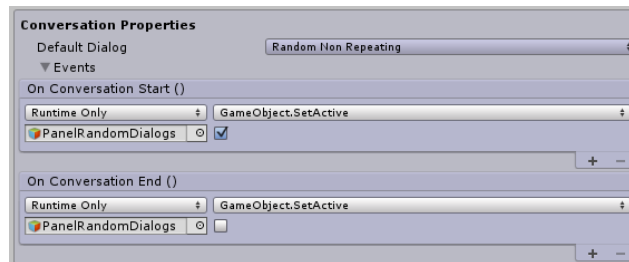 Conversation Properties
Default Dialog Random Non Repeating
Events
On Conversation Start ()
Runtime Only GameObject.SetActive
PanelRandomDialogs
+ −
On Conversation End ()
Runtime Only GameObject.SetActive
PanelRandomDialogs
+ −